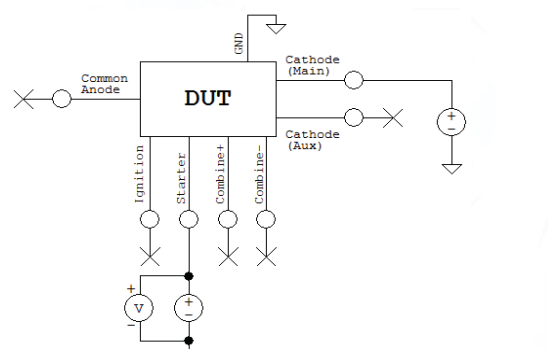 GND
Cathode
(Main)
Common
Anode
DUT
Cathode
(Aux)
Ignition
Starter
Combine+
Combine-
+
-
+
V
-
+
-